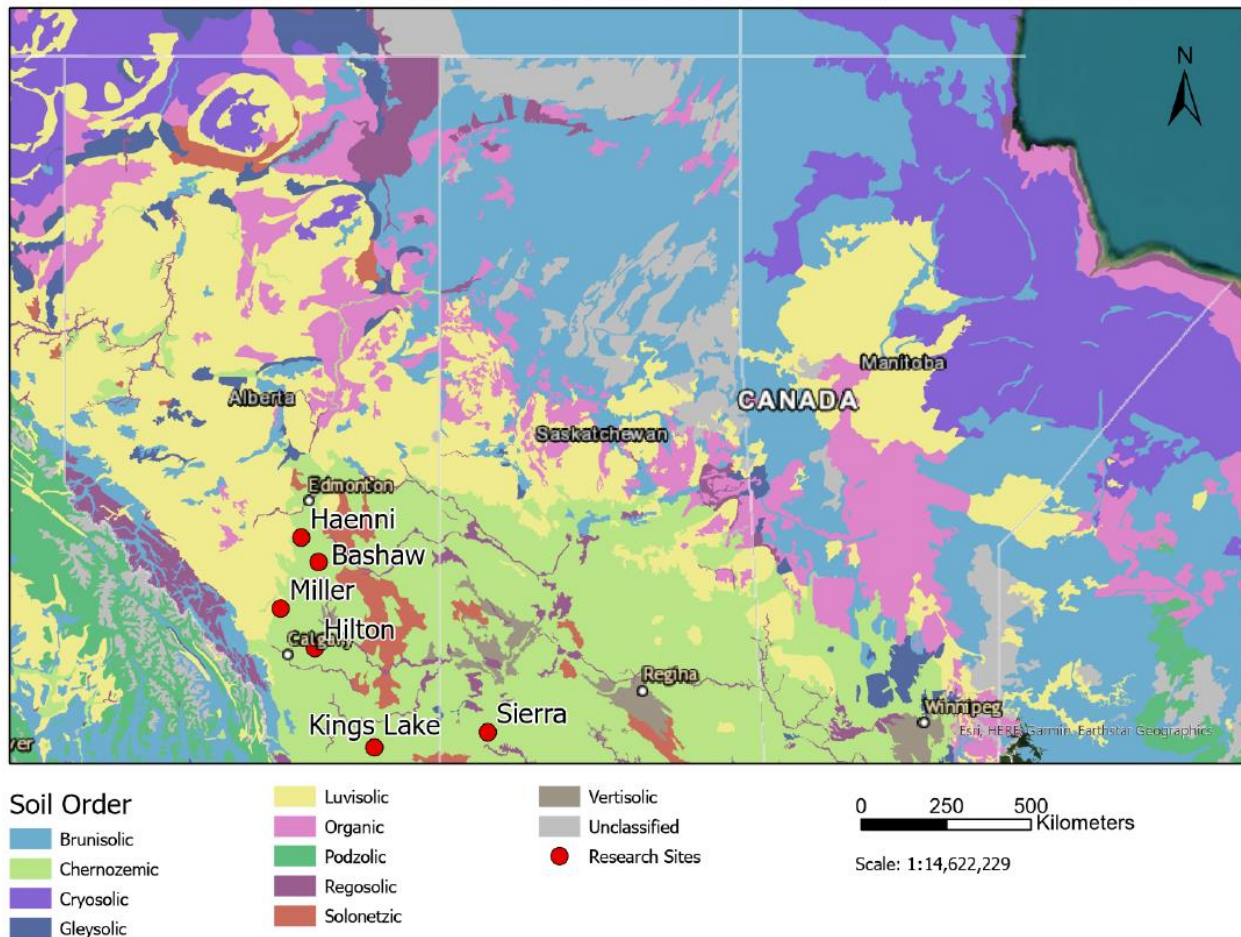 N
Alberta
Manitoba
CANADA
Saskatchewan
Edmonton
Haenni
Bashaw
Miller
Hilton
Calgary
Regina
Sierra
Kings Lake
Winnipeg
ver
Esri, HERE, Garmin, Earthstar Geographics
Soil Order
Brunisolic
Chernozemic
Cryosolic
Gleysolic
Luvisolic
Organic
Podzolic
Regosolic
Solonetzic
Vertisolic
Unclassified
Research Sites
0 250 500
Kilometers
Scale: 1:14,622,229